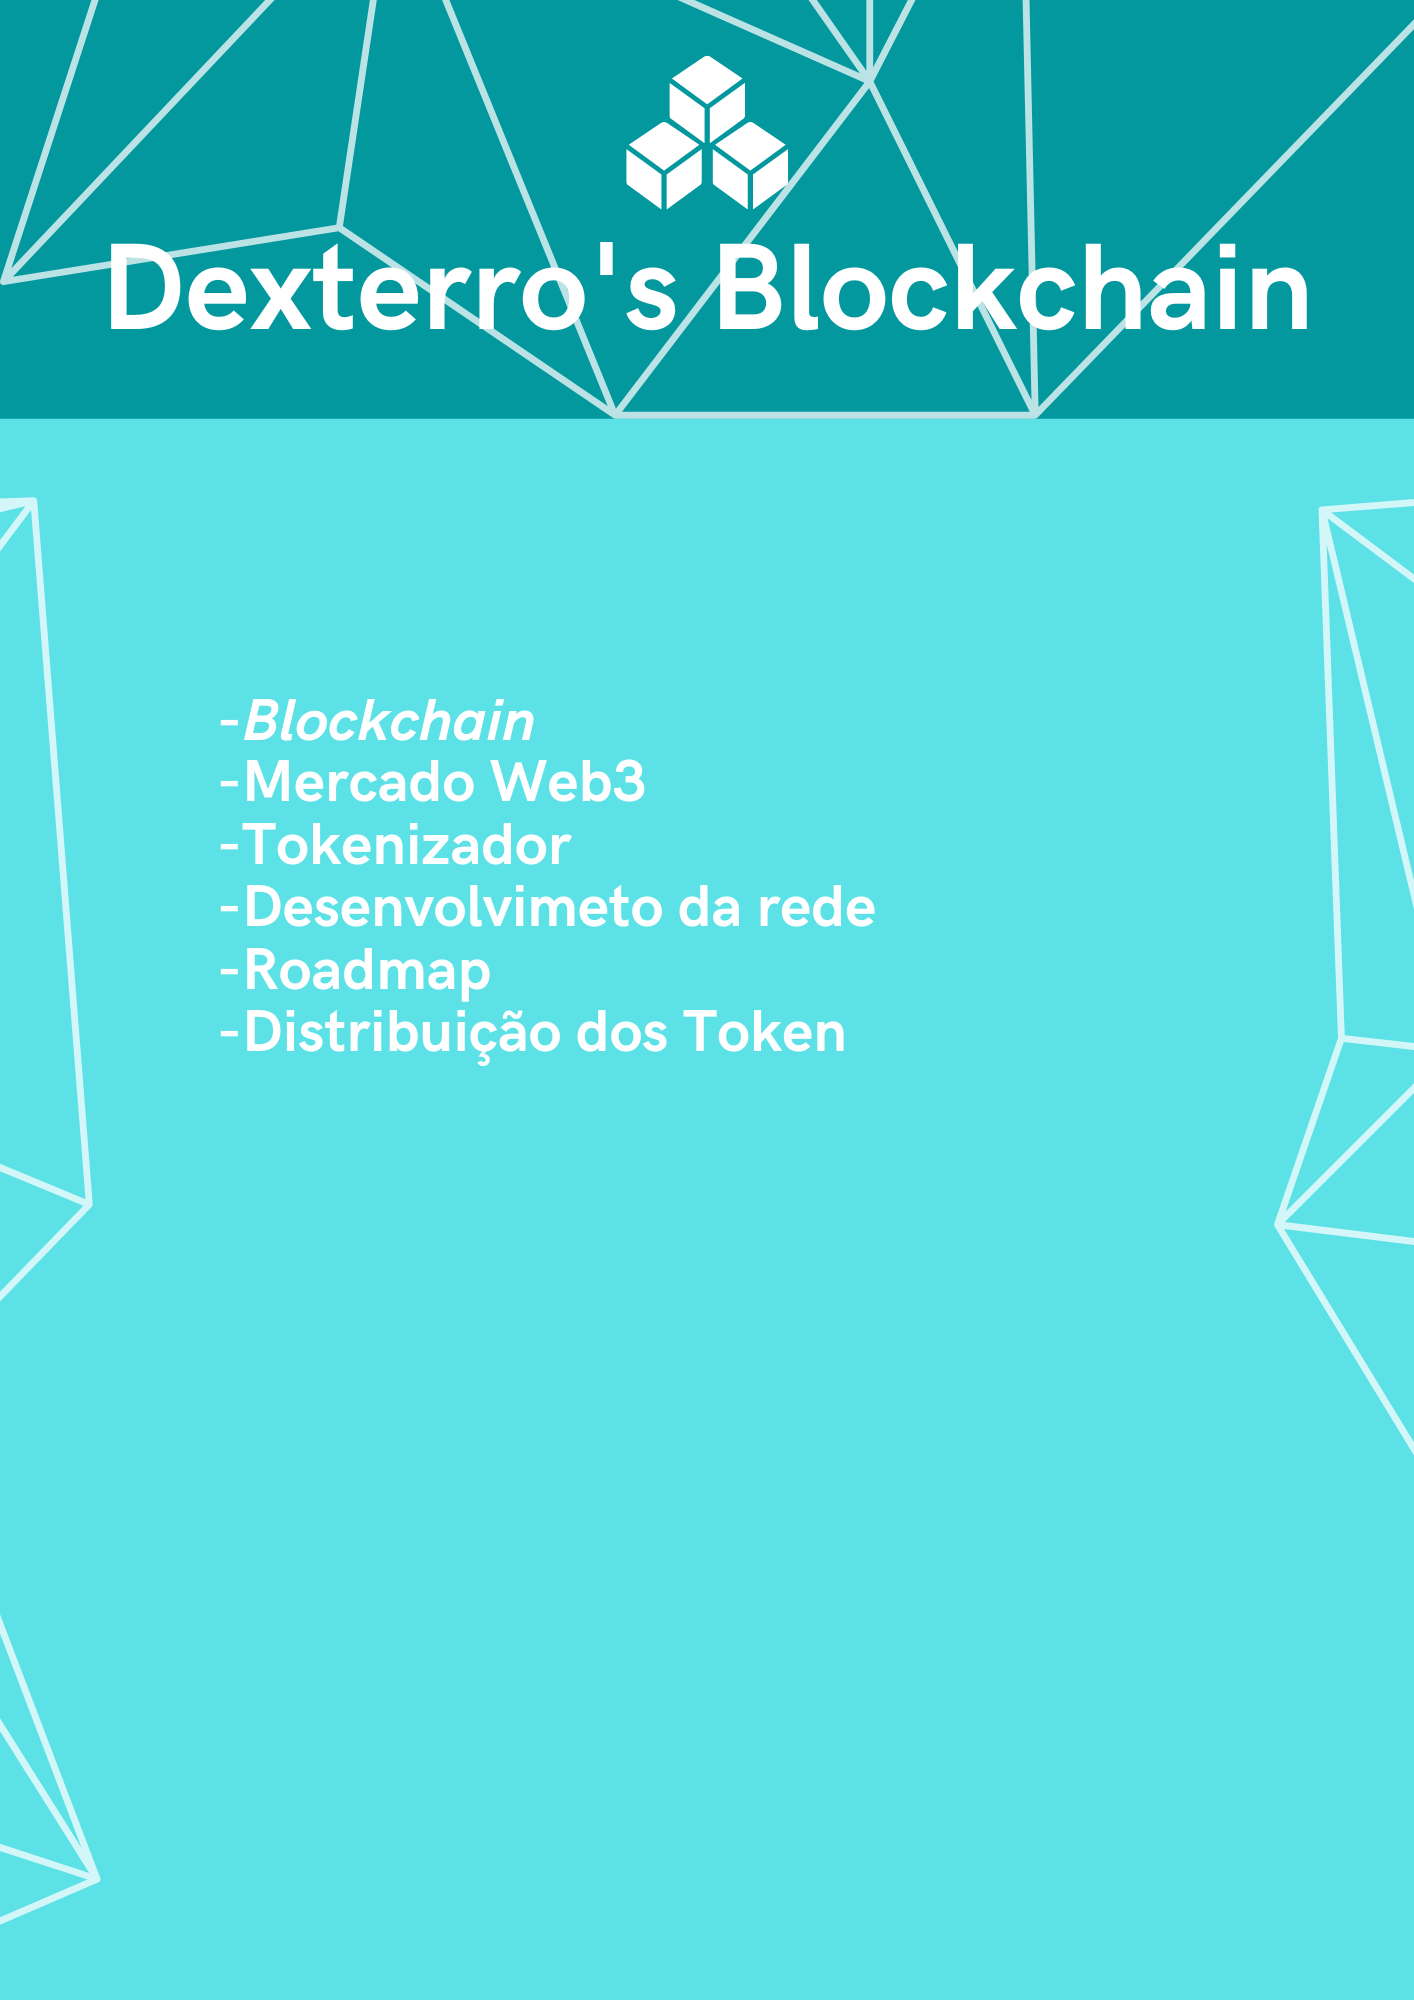 Dexterro's Blockchain
-Blockchain
-Mercado Web3
-Tokenizador
-Desenvolvimeto da rede
-Roadmap
-Distribuição dos Token